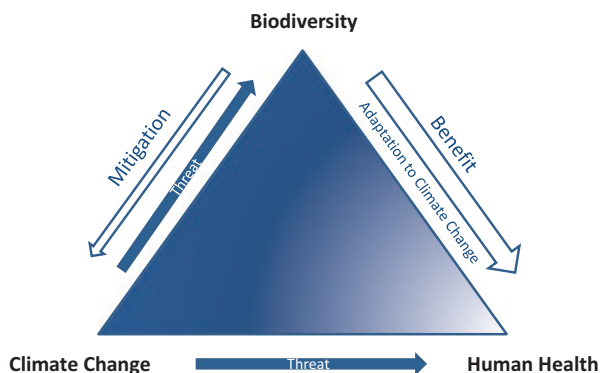 Biodiversity
Mitigation
Threat
Benefit
Adaptation to Climate Change
Climate Change
Threat
Human Health